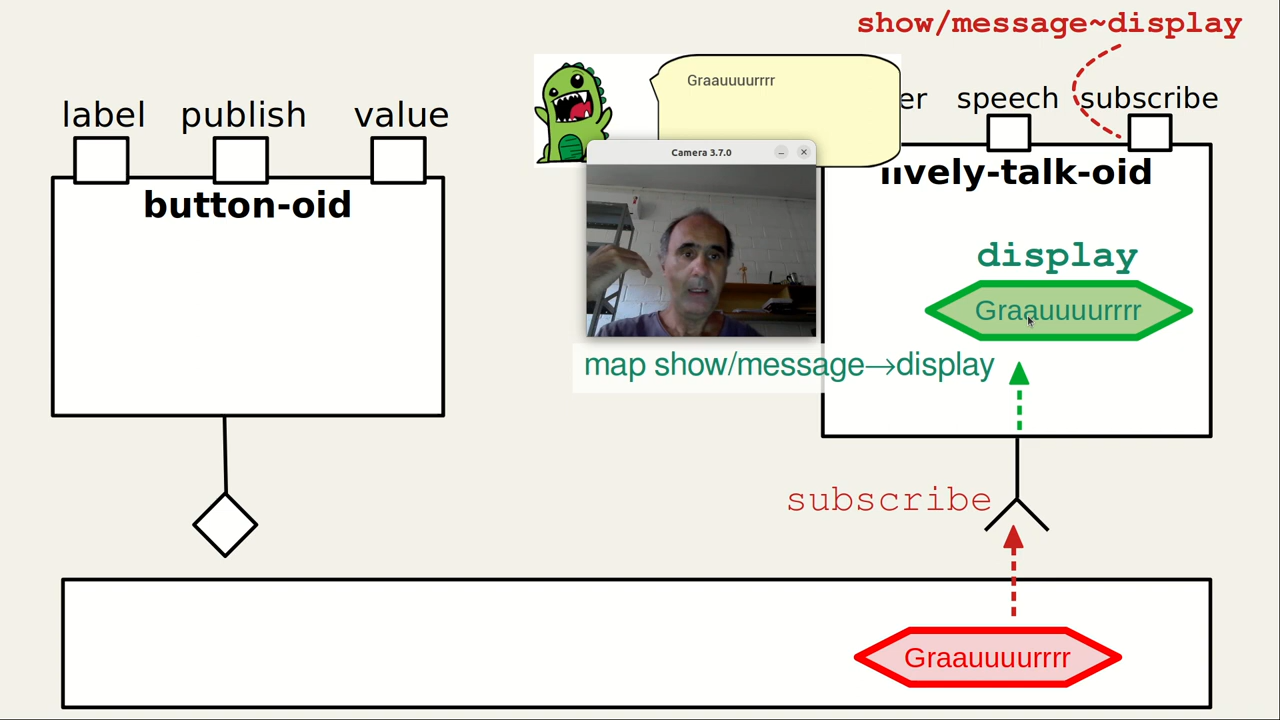 show/message~display
label publish value
er speech subscribe
Graauuuurrrr
button-oid
Camera 3.7.0
lively-talk-oid
display
Graauuuurrrr
map show/message→display
subscribe
Graauuuurrrr